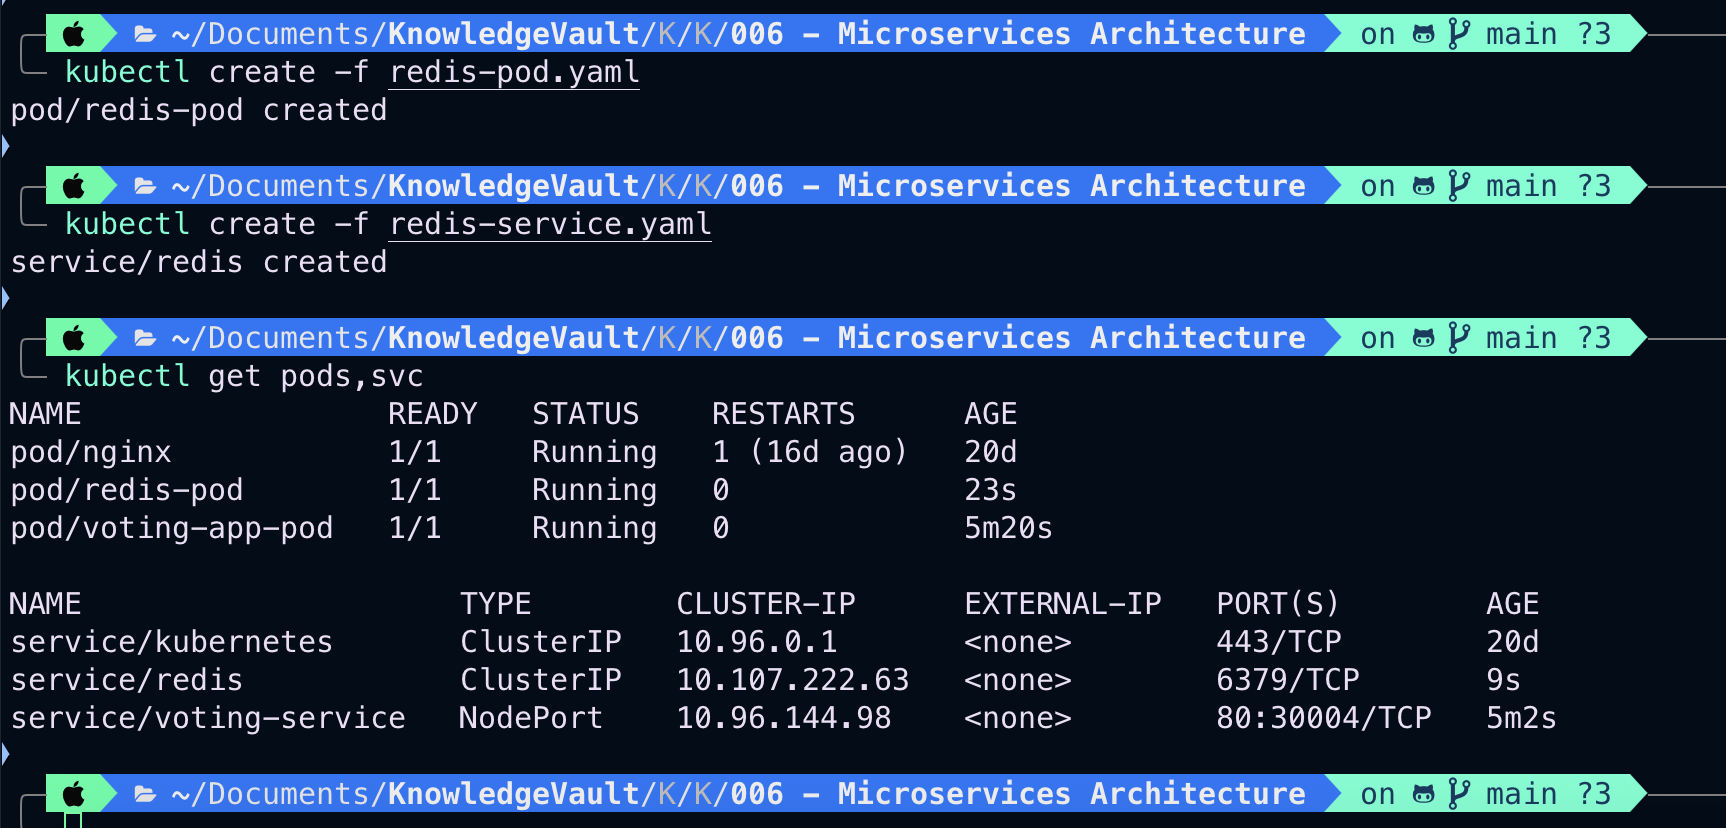 ~/Documents/KnowledgeVault/K/K/006 – Microservices Architecture on main ?3
kubectl create -f redis-pod.yaml
pod/redis-pod created
~/Documents/KnowledgeVault/K/K/006 – Microservices Architecture on main ?3
kubectl create -f redis-service.yaml
service/redis created
~/Documents/KnowledgeVault/K/K/006 – Microservices Architecture on main ?3
kubectl get pods,svc
NAME READY STATUS RESTARTS AGE
pod/nginx 1/1 Running 1 (16d ago) 20d
pod/redis-pod 1/1 Running 0 23s
pod/voting-app-pod 1/1 Running 0 5m20s
NAME TYPE CLUSTER-IP EXTERNAL-IP PORT(S) AGE
service/kubernetes ClusterIP 10.96.0.1 <none> 443/TCP 20d
service/redis ClusterIP 10.107.222.63 <none> 6379/TCP 9s
service/voting-service NodePort 10.96.144.98 <none> 80:30004/TCP 5m2s
~/Documents/KnowledgeVault/K/K/006 – Microservices Architecture on main ?3